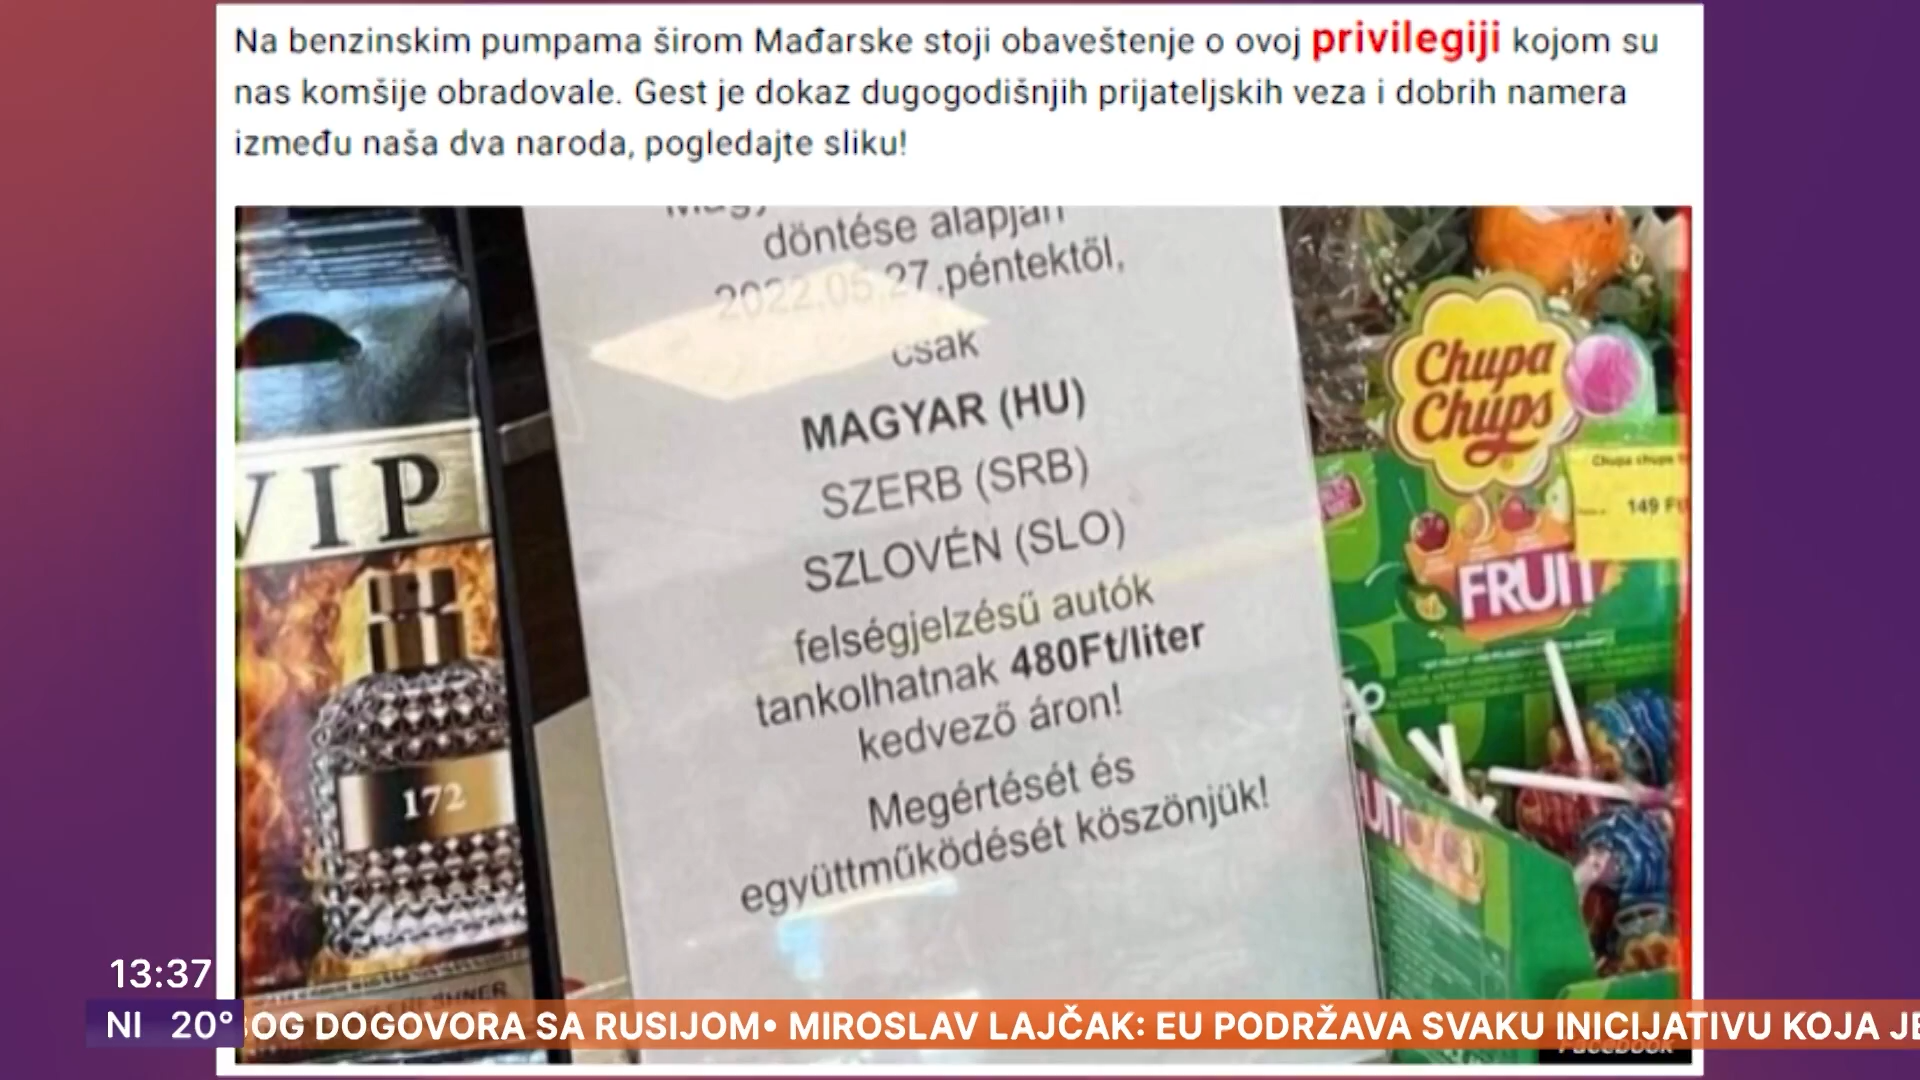 Na benzinskim pumpama širom Mađarske stoji obaveštenje o ovoj privilegiji kojom su
nas komšije obradovale. Gest je dokaz dugogodišnjih prijateljskih veza i dobrih namera
između naša dva naroda, pogledajte sliku!
döntése alapján
2022.05.27.péntektől,
csak
MAGYAR (HU)
SZERB (SRB)
SZLOVÉN (SLO)
felségjelzésű autók
tankolhatnak 480Ft/liter
kedvező áron!
Megértését és
együttműködését köszönjük!
VIP
172
Chupa
Chups
Chupa chups
149 Ft
FRUIT
13:37
NI 20°
OG DOGOVORA SA RUSIJOM• MIROSLAV LAJČAK: EU PODRŽAVA SVAKU INICIJATIVU KOJA JE
Facebook